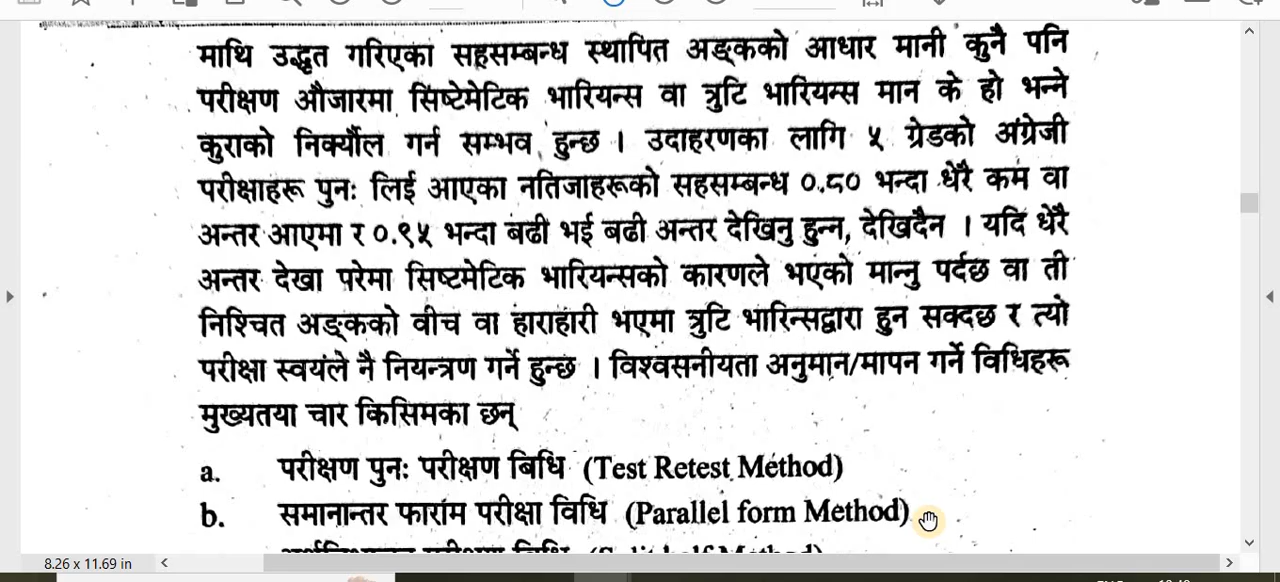 माथि उद्धृत गरिएका सहसम्बन्ध स्थापित अङ्कको आधार मानी कुनै पनि
परीक्षण औजारमा सिष्टेमेटिक भारियन्स वा त्रुटि भारियन्स मान के हो भन्ने
कुराको निर्क्यौल गर्न सम्भव हुन्छ । उदाहरणका लागि ५ ग्रेडको अंग्रेजी
परीक्षाहरू पुनः लिई आएका नतिजाहरूको सहसम्बन्ध ०.८० भन्दा धेरै कम वा
अन्तर आएमा र ०.९५ भन्दा बढी भई बढी अन्तर देखिनु हुन्न, देखिदैन । यदि धेरै
अन्तर देखा परेमा सिष्टमेटिक भारियन्सको कारणले भएको मान्नु पर्दछ वा ती
निश्चित अङ्कको वीच वा हाराहारी भएमा त्रुटि भारिन्सद्वारा हुन सक्दछ र त्यो
परीक्षा स्वयंले नै नियन्त्रण गर्ने हुन्छ । विश्वसनीयता अनुमान/मापन गर्ने विधिहरू
मुख्यतया चार किसिमका छन्
a. परीक्षण पुनः परीक्षण बिधि (Test Retest Method)
b. समानान्तर फाराम परीक्षा विधि (Parallel form Method)
8.26 x 11.69 in